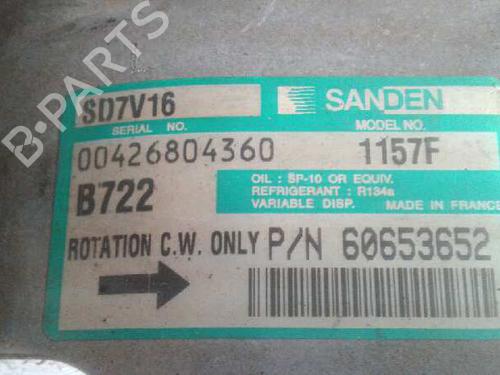 SD7V16
SANDEN
SERIAL NO.
MODEL NO.
00426804360
1157F
B722
OIL : SP-10 OR EQUIV.
REFRIGERANT : R134a
VARIABLE DISP. MADE IN FRANCE
ROTATION C.W. ONLY
P/N 60653652
B-PARTS